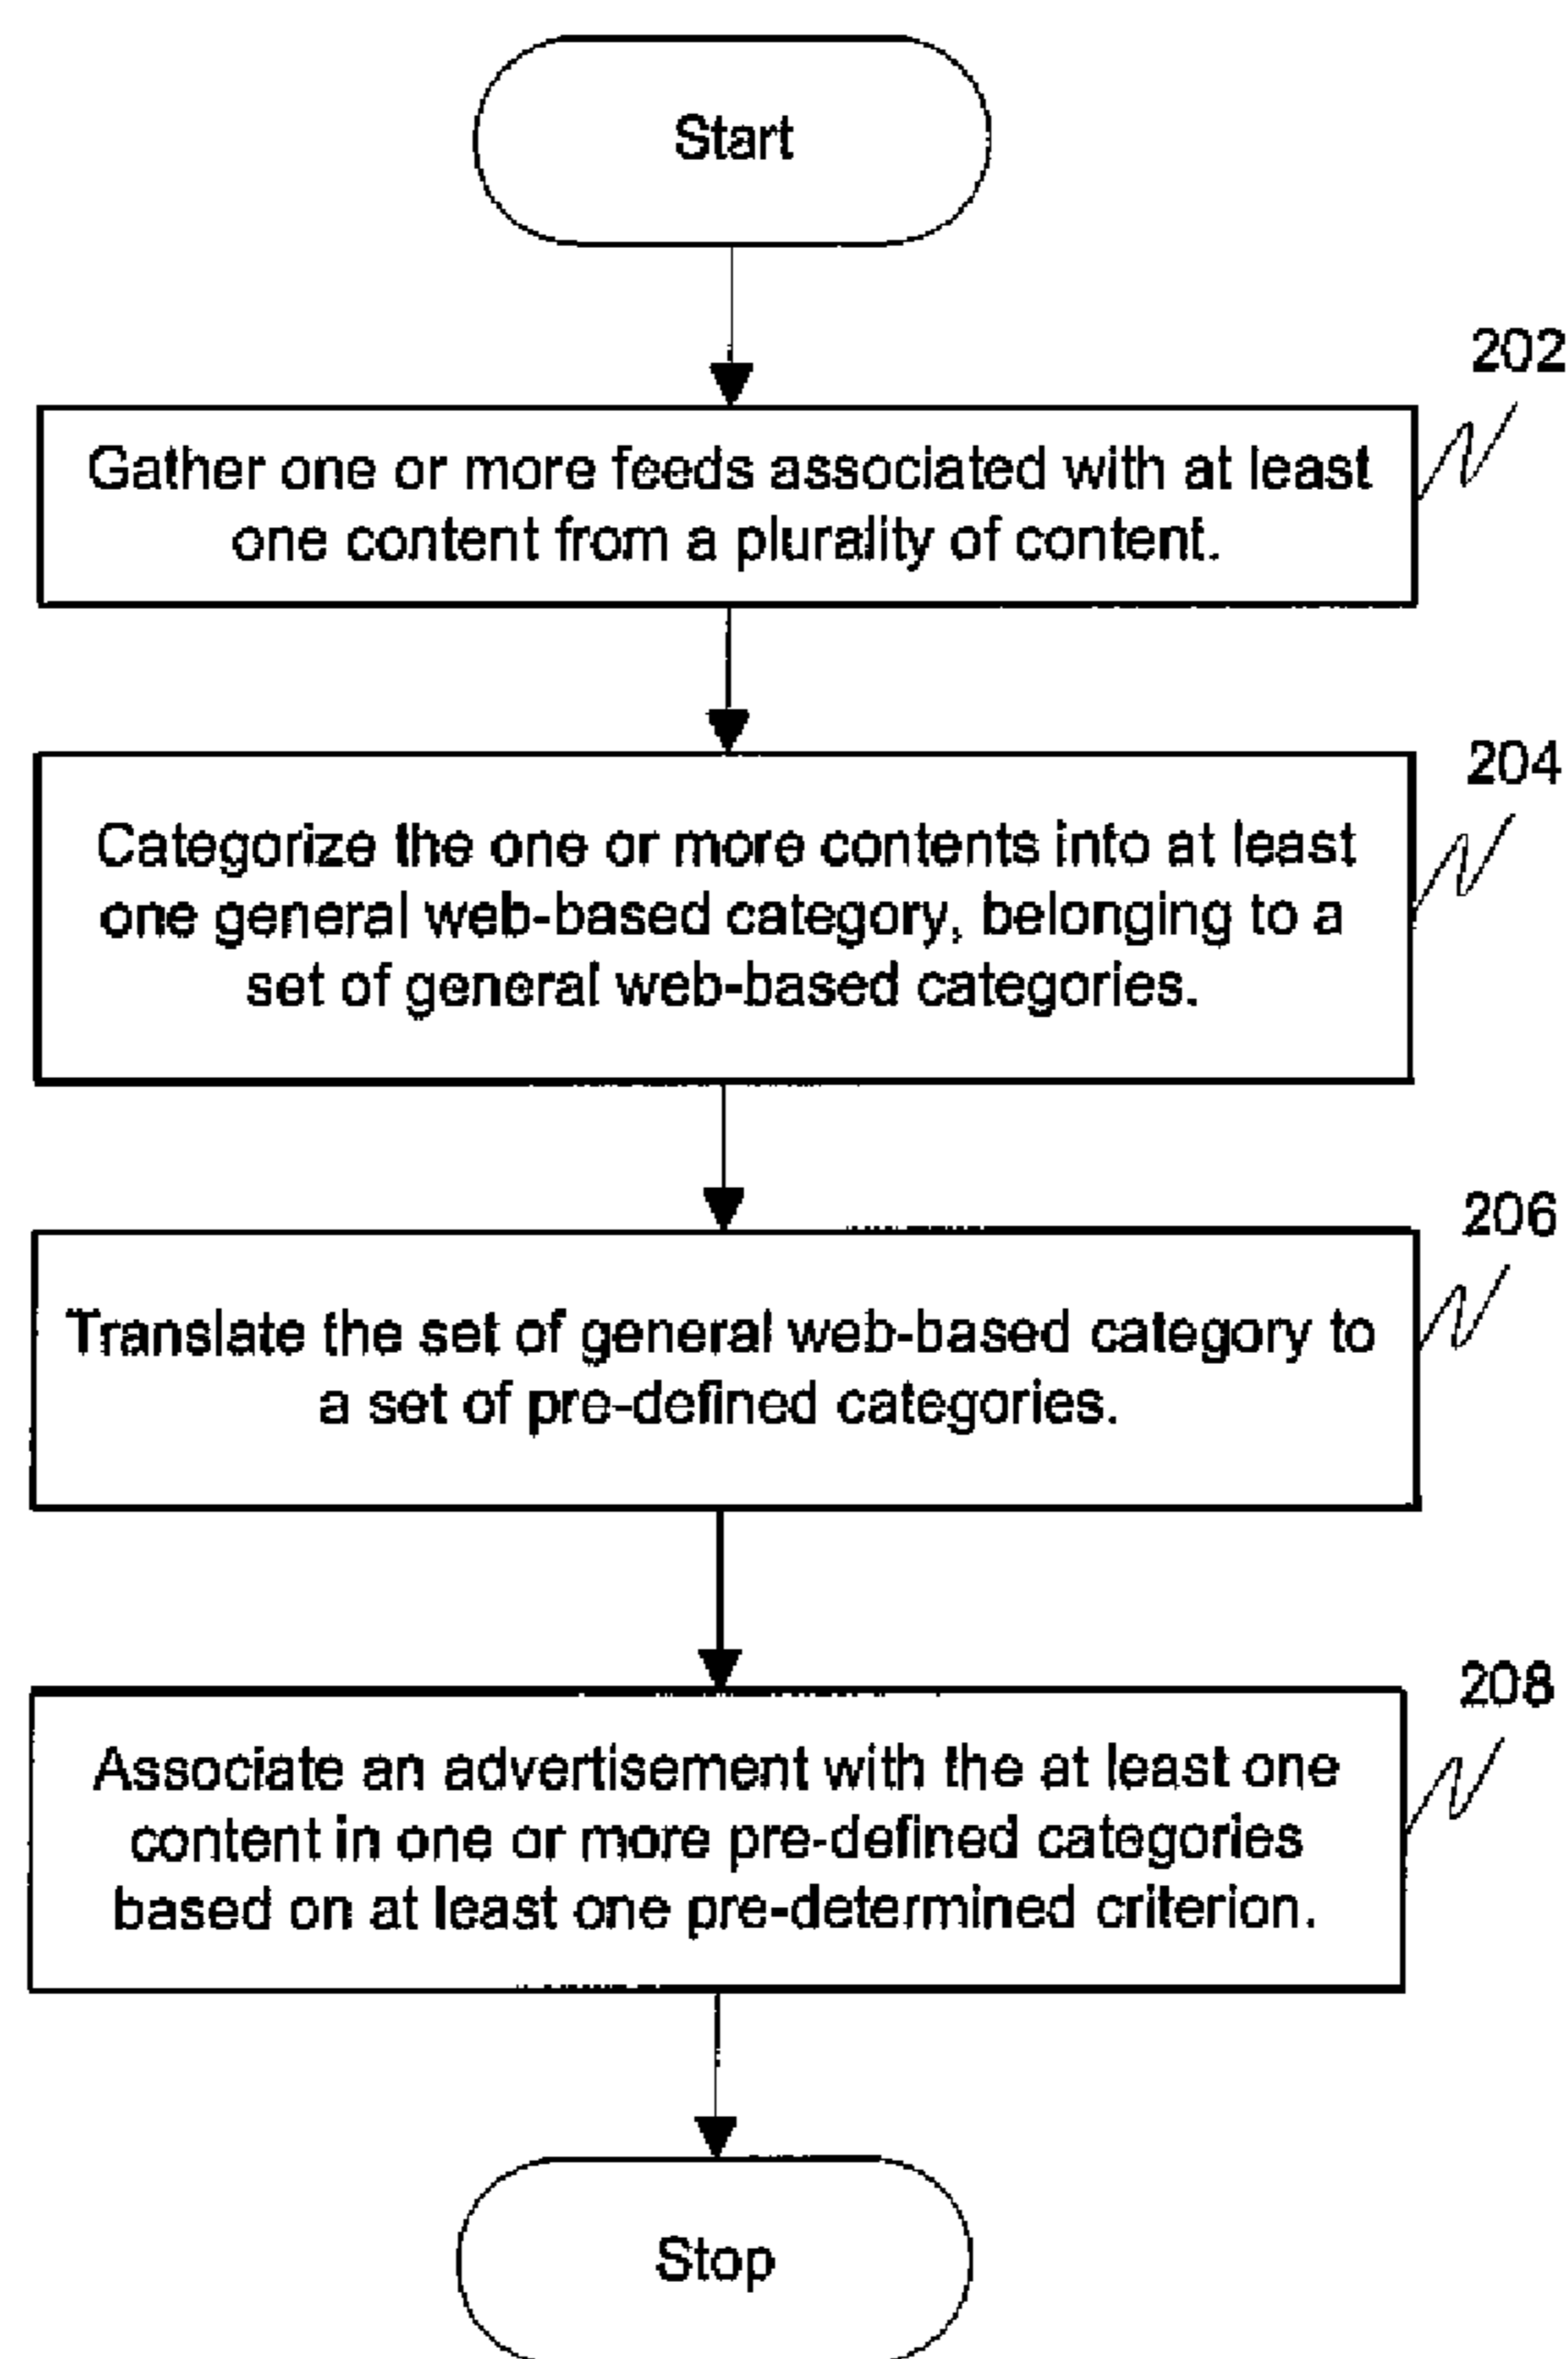 Start
202
Gather one or more feeds associated with at least
one content from a plurality of content.
204
Categorize the one or more contents into at least
one general web-based category, belonging to a
set of general web-based categories.
206
Translate the set of general web-based category to
a set of pre-defined categories.
208
Associate an advertisement with the at least one
content in one or more pre-defined categories
based on at least one pre-determined criterion.
Stop